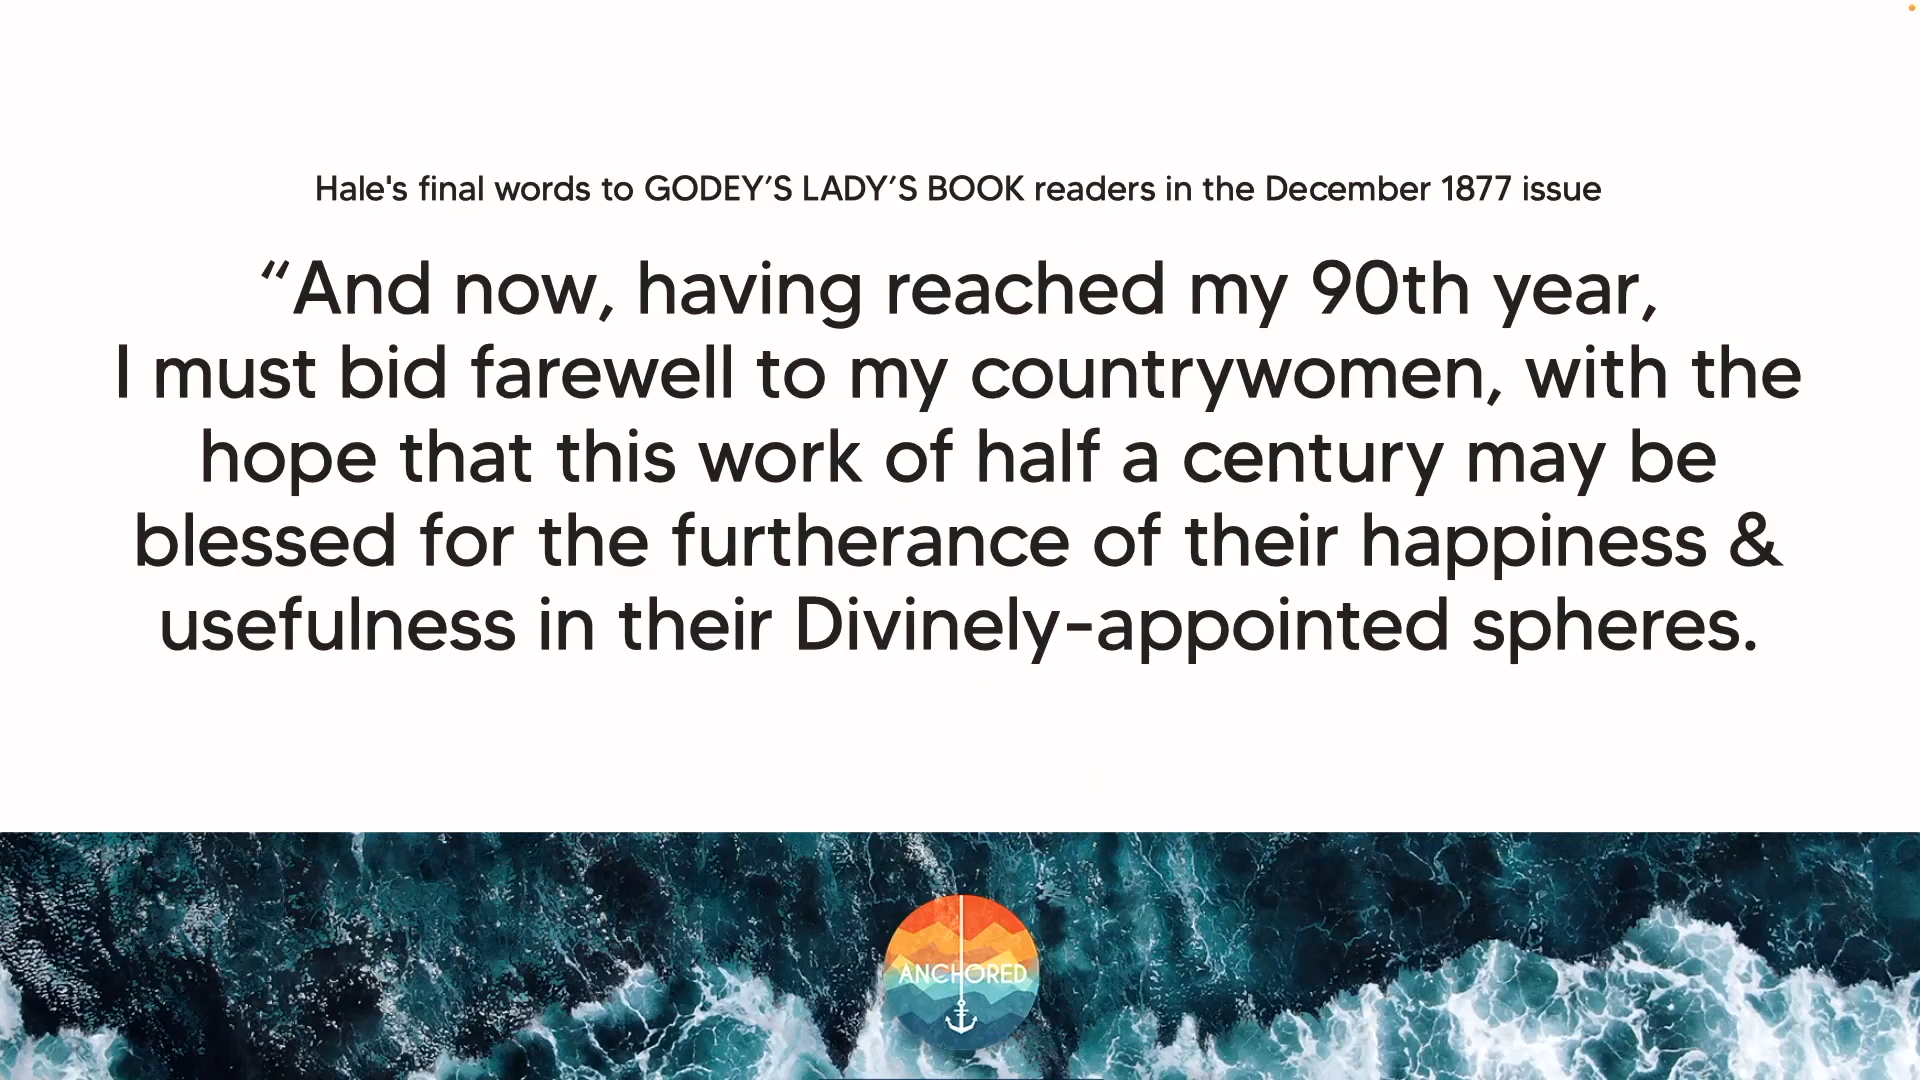 Hale's final words to GODEY’S LADY’S BOOK readers in the December 1877 issue
“And now, having reached my 90th year,
I must bid farewell to my countrywomen, with the
hope that this work of half a century may be
blessed for the furtherance of their happiness &
usefulness in their Divinely-appointed spheres.
ANCHORED